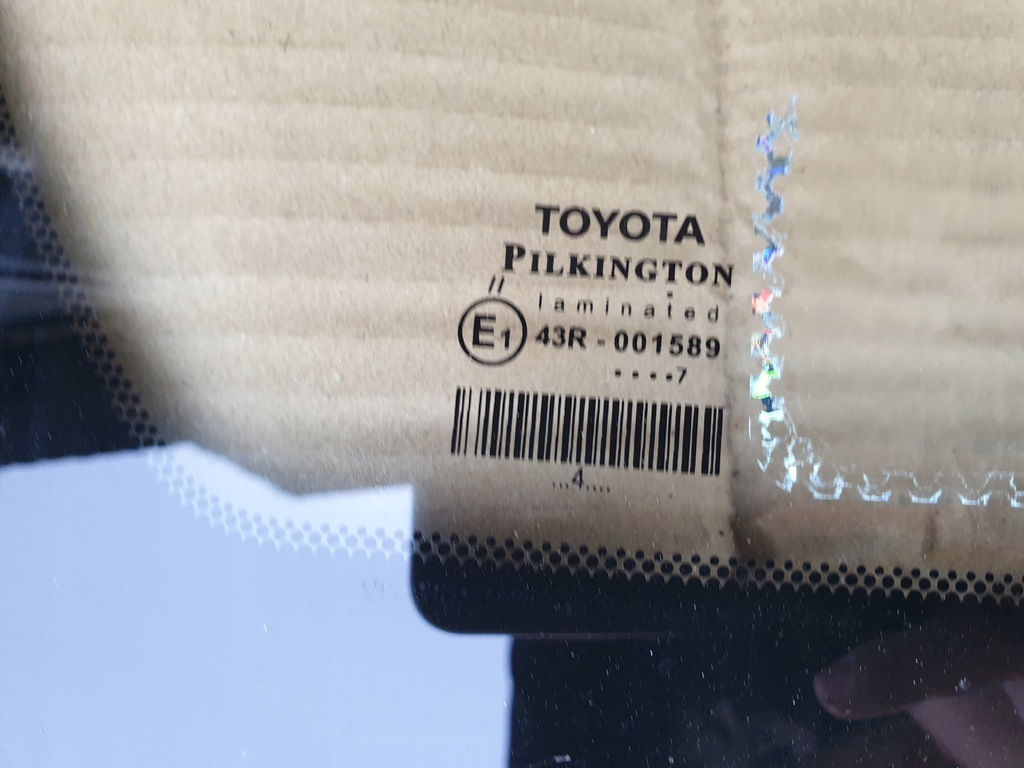 TOYOTA
PILKINGTON
//
laminated
E1 43R - 001589
....7
...4....